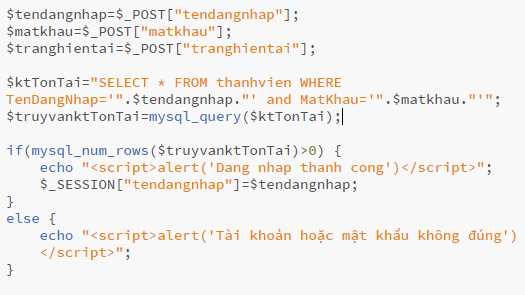 $tendangnhap=$_POST["tendangnhap"];
$matkhau=$_POST["matkhau"];
$tranghientai=$_POST["tranghientai"];
$ktTonTai="SELECT * FROM thanhvien WHERE
TenDangNhap='".$tendangnhap."' and MatKhau='".$matkhau."'";
$truyvanktTonTai=mysql_query($ktTonTai);
if(mysql_num_rows($truyvanktTonTai)>0) {
echo "<script>alert('Dang nhap thanh cong')</script>";
$_SESSION["tendangnhap"]=$tendangnhap;
}
else {
echo "<script>alert('Tài khoản hoặc mật khẩu không đúng')
</script>";
}